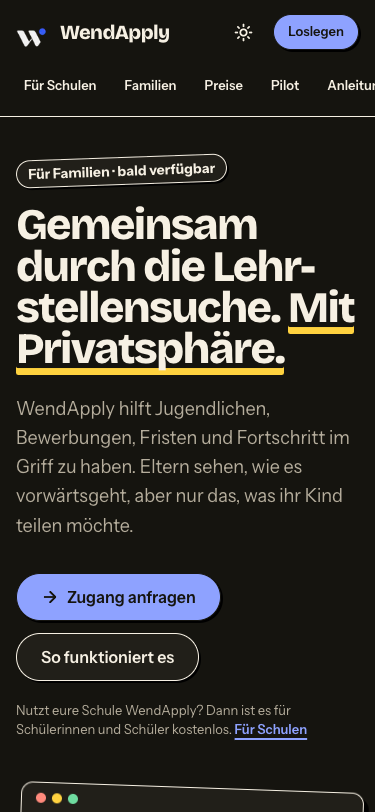 WendApply
Loslegen
Für Schulen Familien Preise Pilot
Für Familien · bald verfügbar
Gemeinsam
durch die Lehr-
stellensuche. Mit
Privatsphäre.
WendApply hilft Jugendlichen,
Bewerbungen, Fristen und Fortschritt im
Griff zu haben. Eltern sehen, wie es
vorwärtsgeht, aber nur das, was ihr Kind
teilen möchte.
→ Zugang anfragen
So funktioniert es
Nutzt eure Schule WendApply? Dann ist es für
Schülerinnen und Schüler kostenlos. Für Schulen